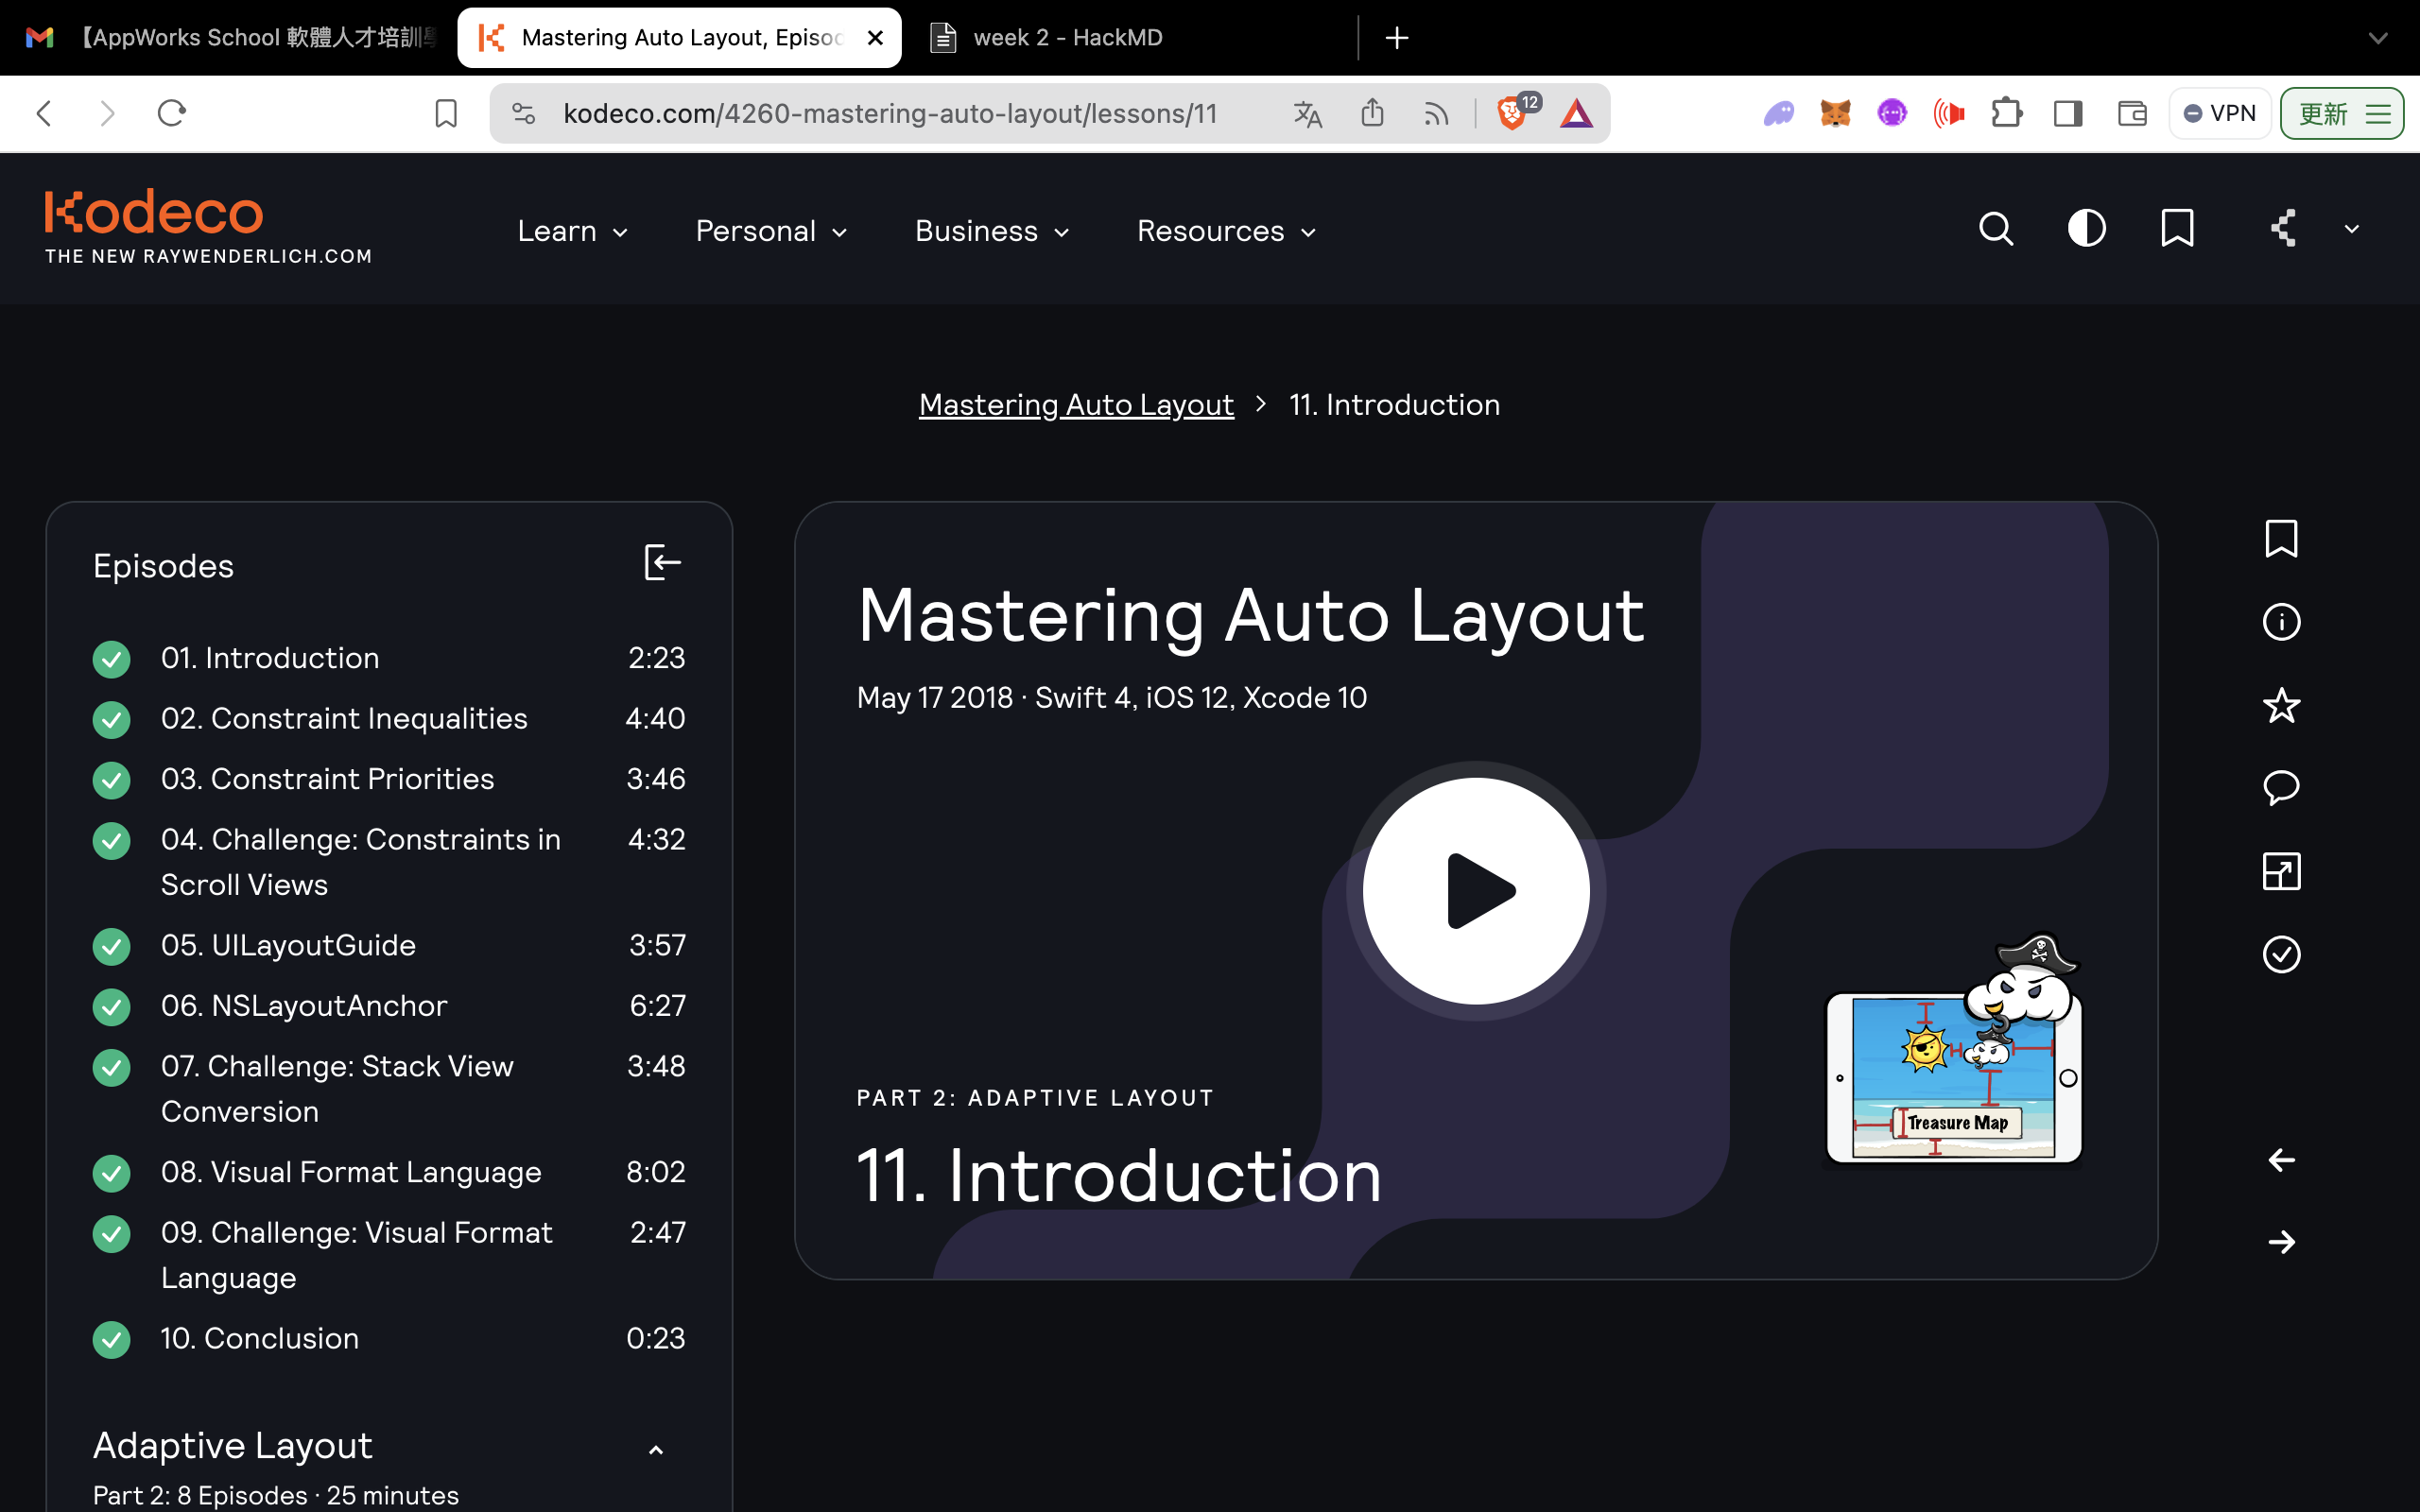 【AppWorks School 軟體人才培訓學
Mastering Auto Layout, Episod
week 2 - HackMD
kodeco.com/4260-mastering-auto-layout/lessons/11
12
VPN
更新
Kodeco
THE NEW RAYWENDERLICH.COM
Learn
Personal
Business
Resources
Mastering Auto Layout > 11. Introduction
Episodes
01. Introduction 2:23
02. Constraint Inequalities 4:40
03. Constraint Priorities 3:46
04. Challenge: Constraints in 4:32
Scroll Views
05. UILayoutGuide 3:57
06. NSLayoutAnchor 6:27
07. Challenge: Stack View 3:48
Conversion
08. Visual Format Language 8:02
09. Challenge: Visual Format 2:47
Language
10. Conclusion 0:23
Adaptive Layout
Part 2: 8 Episodes · 25 minutes
Mastering Auto Layout
May 17 2018 · Swift 4, iOS 12, Xcode 10
PART 2: ADAPTIVE LAYOUT
11. Introduction
Treasure Map